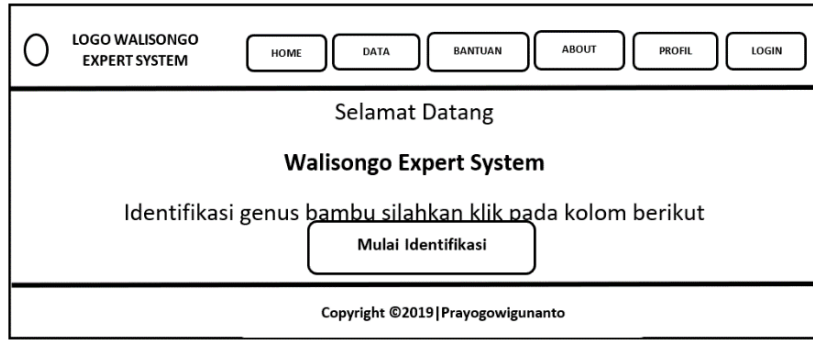 LOGO WALISONGO
EXPERT SYSTEM
HOME
DATA
BANTUAN
ABOUT
PROFIL
LOGIN
Selamat Datang
Walisongo Expert System
Identifikasi genus bambu silahkan klik pada kolom berikut
Mulai Identifikasi
Copyright ©2019|Prayogowigunanto